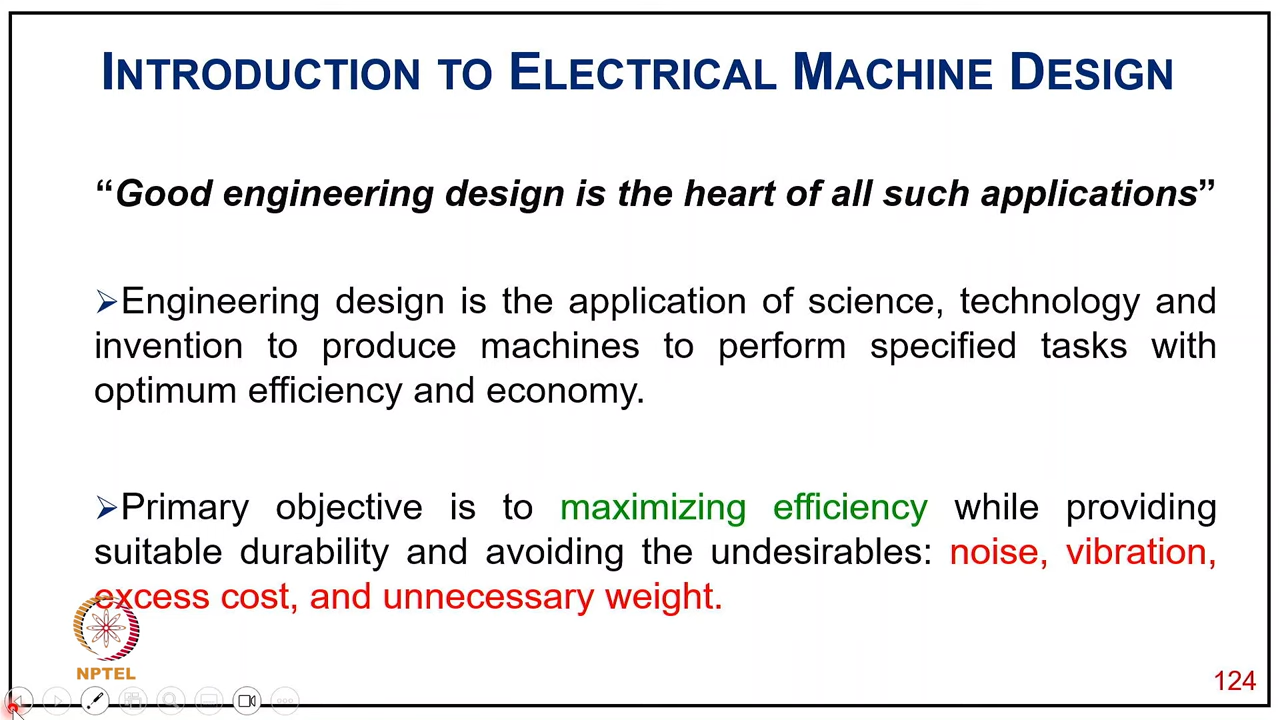 INTRODUCTION TO ELECTRICAL MACHINE DESIGN
“Good engineering design is the heart of all such applications”
➢Engineering design is the application of science, technology and
invention to produce machines to perform specified tasks with
optimum efficiency and economy.
➢Primary objective is to maximizing efficiency while providing
suitable durability and avoiding the undesirables: noise, vibration,
excess cost, and unnecessary weight.
NPTEL
124